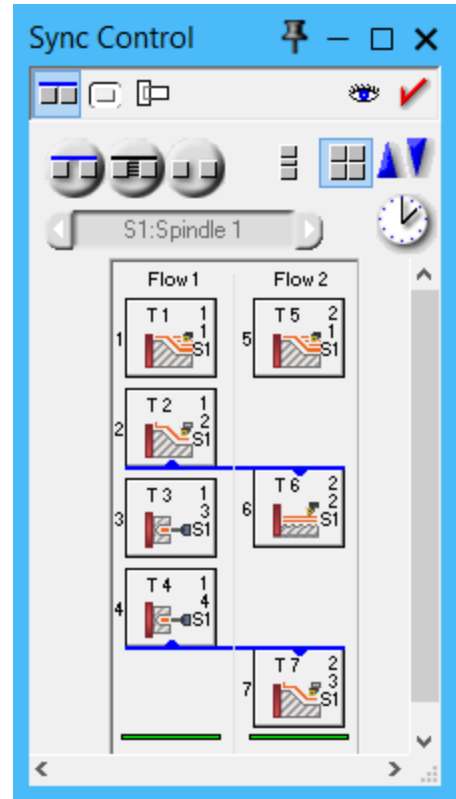 Sync Control
S1:Spindle 1
Flow 1 Flow 2
T 1 1
1
1 S1
T 5 2
1
5 S1
T 2 1
2
2 S1
T 3 1
3
3 S1
T 6 2
2
6 S1
T 4 1
4
4 S1
T 7 2
3
7 S1